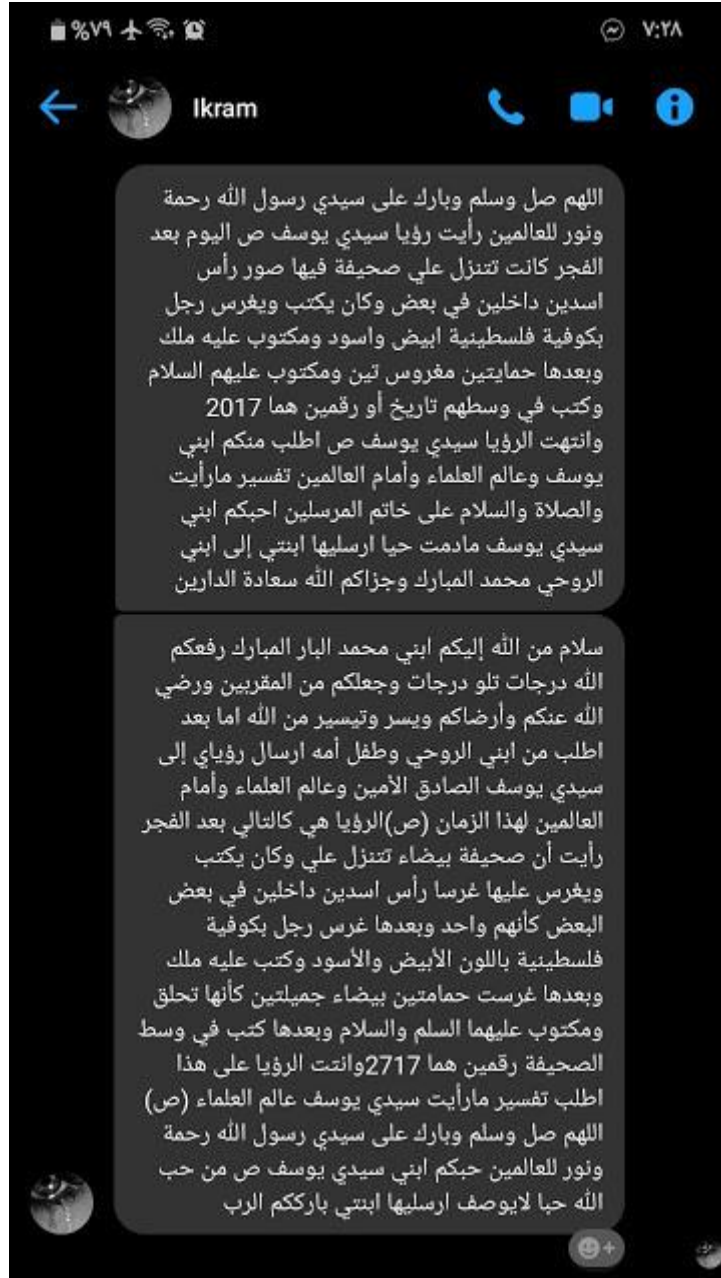 %٧٩
٧:٢٨
Ikram
اللهم صل وسلم وبارك على سيدي رسول الله رحمة
ونور للعالمين رأيت رؤيا سيدي يوسف ص اليوم بعد
الفجر كانت تتنزل علي صحيفة فيها صور رأس
اسدين داخلين في بعض وكان يكتب ويغرس رجل
بكوفية فلسطينية ابيض واسود ومكتوب عليه ملك
وبعدها حمايتين مغروس تين ومكتوب عليهم السلام
وكتب في وسطهم تاريخ أو رقمين هما 2017
وانتهت الرؤيا سيدي يوسف ص اطلب منكم ابني
يوسف وعالم العلماء وأمام العالمين تفسير مارأيت
والصلاة والسلام على خاتم المرسلين احبكم ابني
سيدي يوسف مادمت حيا ارسليها ابنتي إلى ابني
الروحي محمد المبارك وجزاكم الله سعادة الدارين
سلام من الله إليكم ابني محمد البار المبارك رفعكم
الله درجات تلو درجات وجعلكم من المقربين ورضي
الله عنكم وأرضاكم ويسر وتيسير من الله اما بعد
اطلب من ابني الروحي وطفل أمه ارسال رؤياي إلى
سيدي يوسف الصادق الأمين وعالم العلماء وأمام
العالمين لهذا الزمان (ص)الرؤيا هي كالتالي بعد الفجر
رأيت أن صحيفة بيضاء تتنزل علي وكان يكتب
ويغرس عليها غرسا رأس اسدين داخلين في بعض
البعض كأنهم واحد وبعدها غرس رجل بكوفية
فلسطينية باللون الأبيض والأسود وكتب عليه ملك
وبعدها غرست حمامتين بيضاء جميلتين كأنها تحلق
ومكتوب عليهما السلم والسلام وبعدها كتب في وسط
الصحيفة رقمين هما 2717وانتت الرؤيا على هذا
اطلب تفسير مارأيت سيدي يوسف عالم العلماء (ص)
اللهم صل وسلم وبارك على سيدي رسول الله رحمة
ونور للعالمين حبكم ابني سيدي يوسف ص من حب
الله حبا لايوصف ارسليها ابنتي بارككم الرب